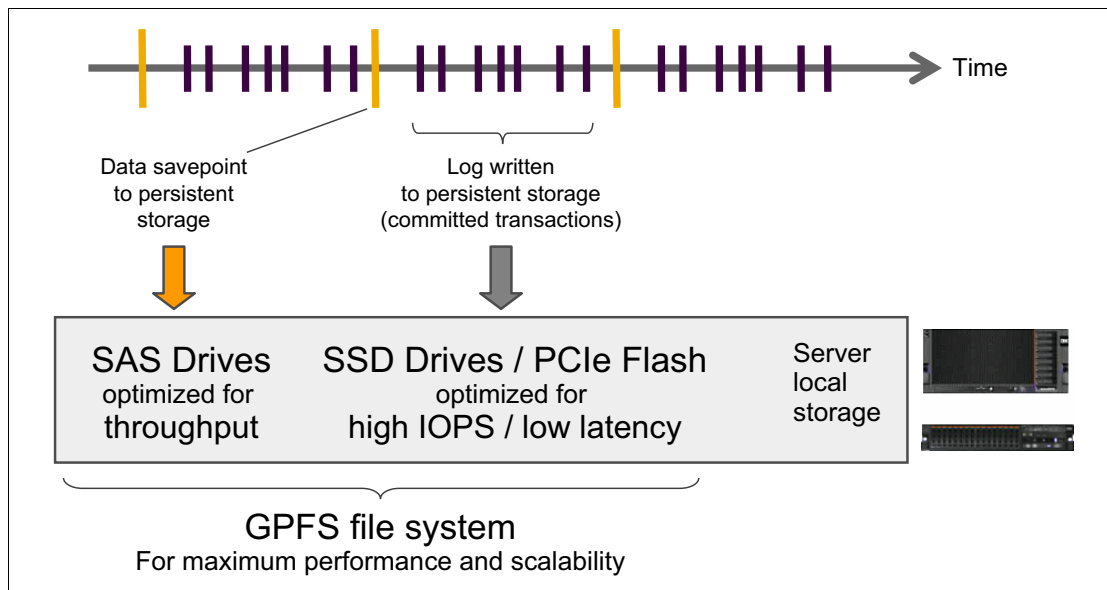 Time
Data savepoint
to persistent
storage
Log written
to persistent storage
(committed transactions)
SAS Drives
optimized for
throughput
SSD Drives / PCIe Flash
optimized for
high IOPS / low latency
Server
local
storage
GPFS file system
For maximum performance and scalability